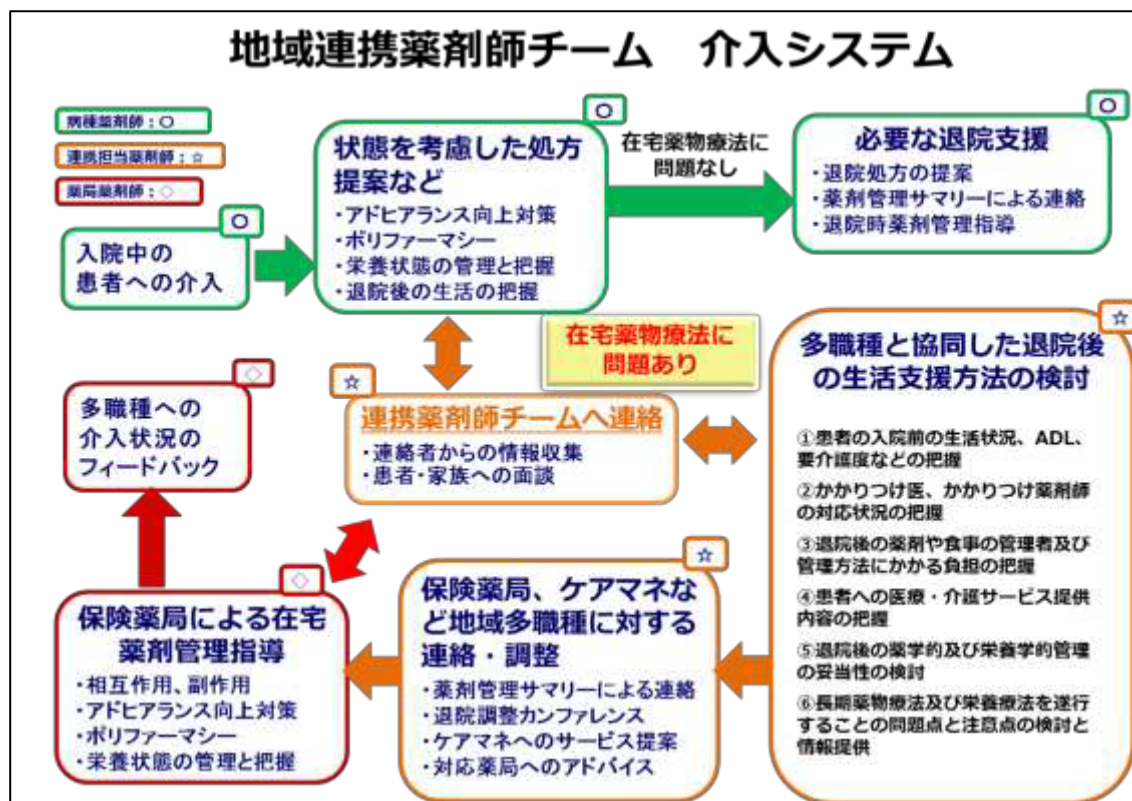 地域連携薬剤師チーム 介入システム
病棟薬剤師：○
連携担当薬剤師：☆
薬局薬剤師：◇
○
入院中の
患者への介入
○
状態を考慮した処方
提案など
・アドヒアランス向上対策
・ポリファーマシー
・栄養状態の管理と把握
・退院後の生活の把握
在宅薬物療法に
問題なし
○
必要な退院支援
・退院処方の提案
・薬剤管理サマリーによる連絡
・退院時薬剤管理指導
在宅薬物療法に
問題あり
☆
連携薬剤師チームへ連絡
・連絡者からの情報収集
・患者・家族への面談
☆
多職種と協同した退院後
の生活支援方法の検討
①患者の入院前の生活状況、ADL、
要介護度などの把握
②かかりつけ医、かかりつけ薬剤師
の対応状況の把握
③退院後の薬剤や食事の管理者及び
管理方法にかかる負担の把握
④患者への医療・介護サービス提供
内容の把握
⑤退院後の薬学的及び栄養学的管理
の妥当性の検討
⑥長期薬物療法及び栄養療法を遂行
することの問題点と注意点の検討と
情報提供
☆
保険薬局、ケアマネな
ど地域多職種に対する
連絡・調整
・薬剤管理サマリーによる連絡
・退院調整カンファレンス
・ケアマネへのサービス提案
・対応薬局へのアドバイス
◇
保険薬局による在宅
薬剤管理指導
・相互作用、副作用
・アドヒアランス向上対策
・ポリファーマシー
・栄養状態の管理と把握
◇
多職種への
介入状況の
フィードバック